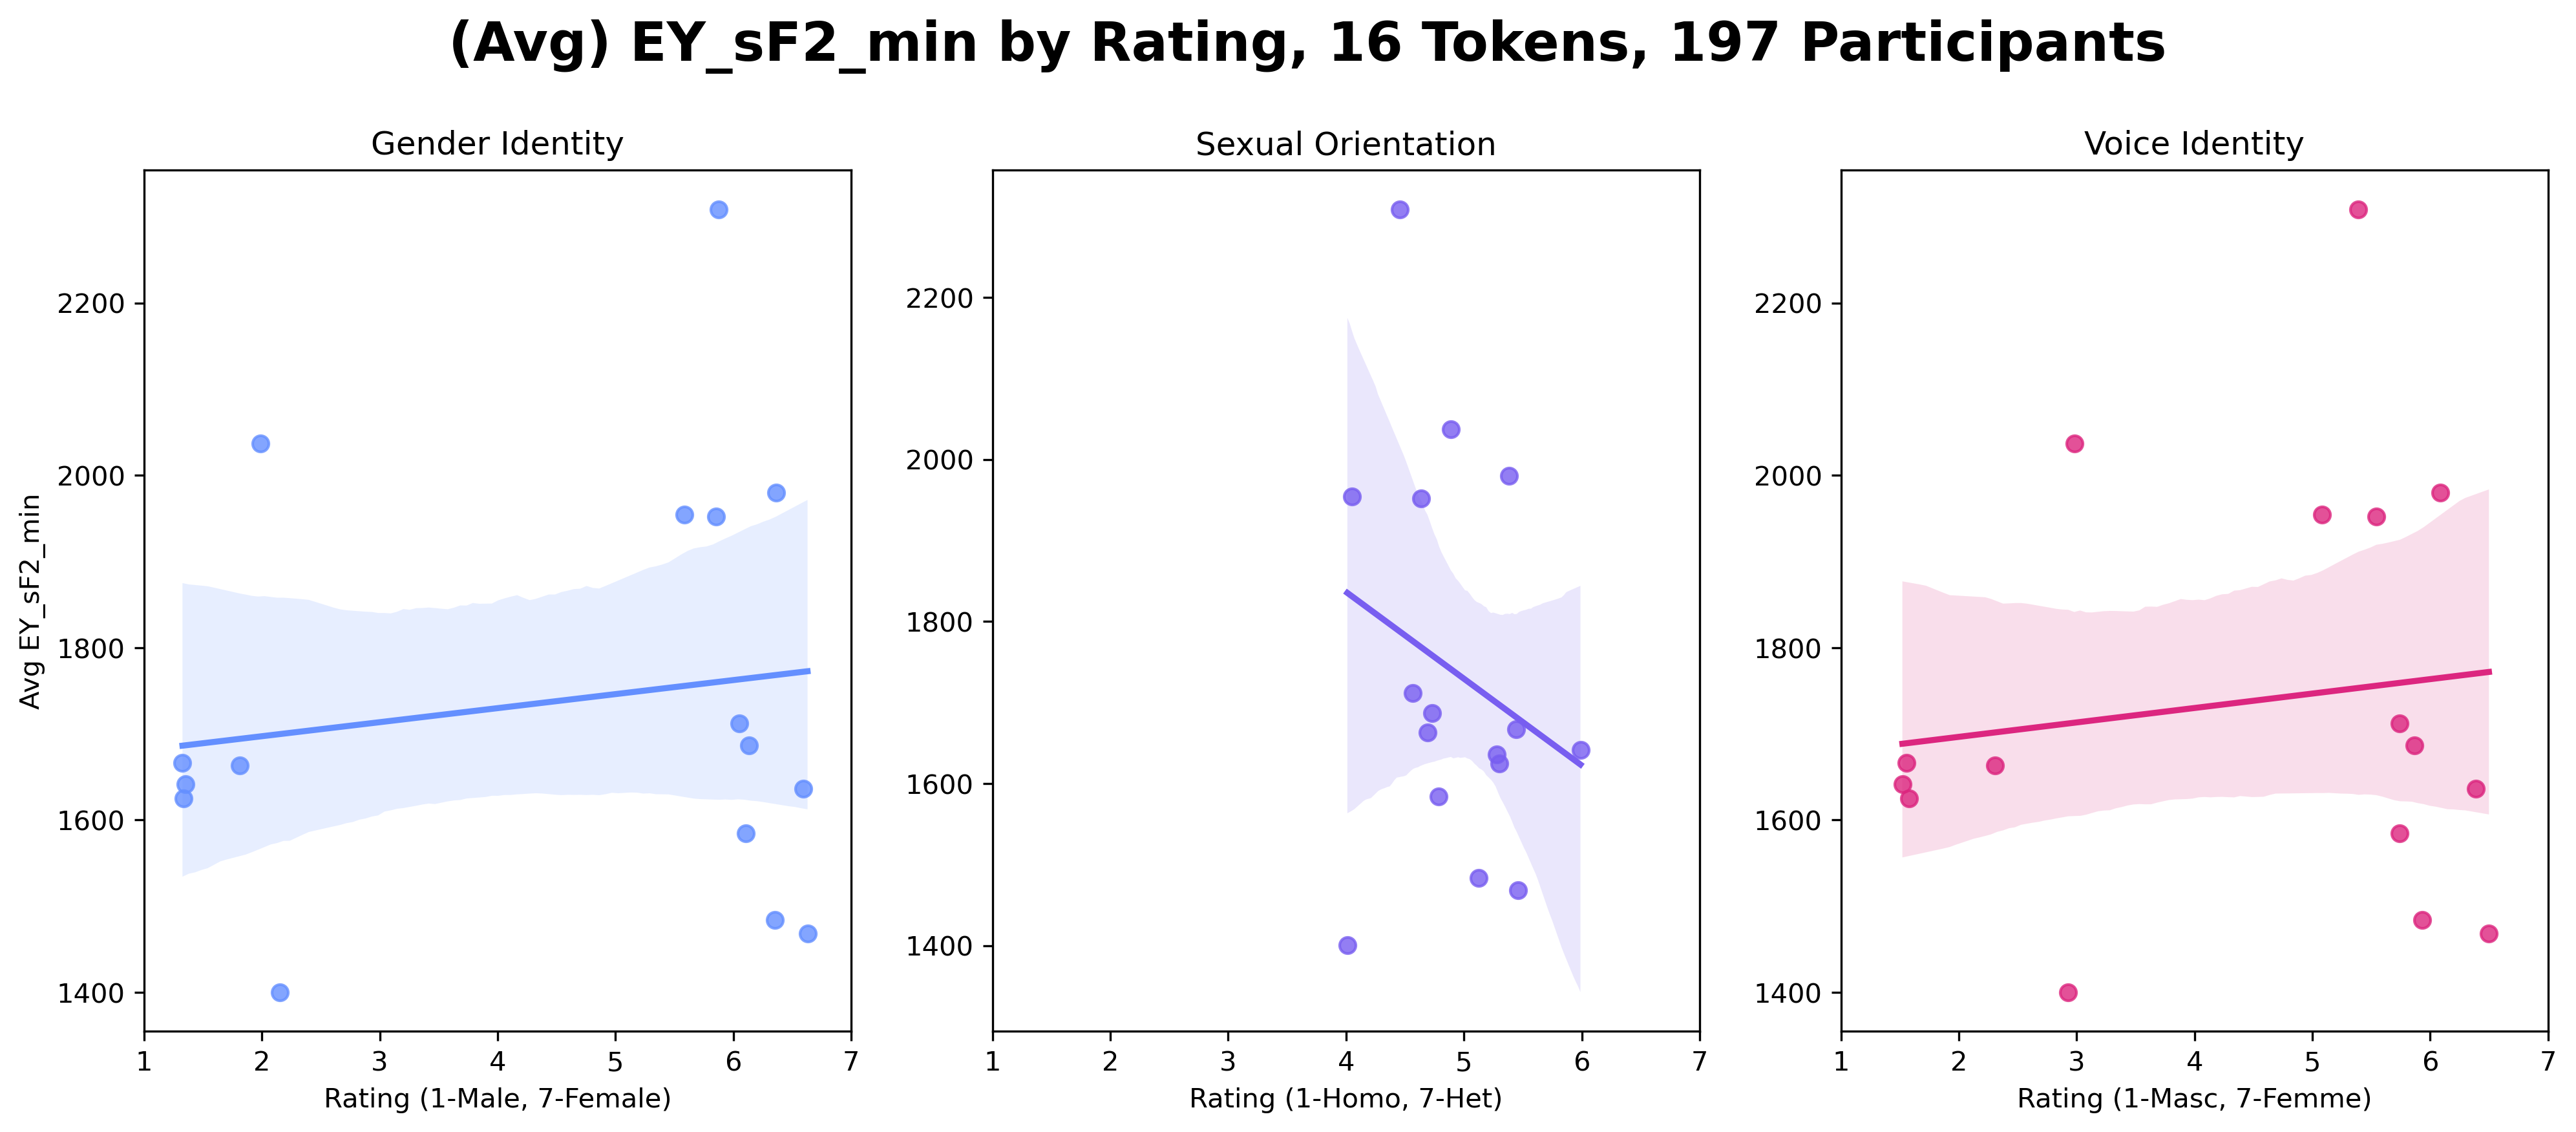 (Avg) EY_sF2_min by Rating, 16 Tokens, 197 Participants
Gender Identity
Avg EY_sF2_min
2200
2000
1800
1600
1400
1 2 3 4 5 6 7
Rating (1-Male, 7-Female)
Sexual Orientation
2200
2000
1800
1600
1400
1 2 3 4 5 6 7
Rating (1-Homo, 7-Het)
Voice Identity
2200
2000
1800
1600
1400
1 2 3 4 5 6 7
Rating (1-Masc, 7-Femme)